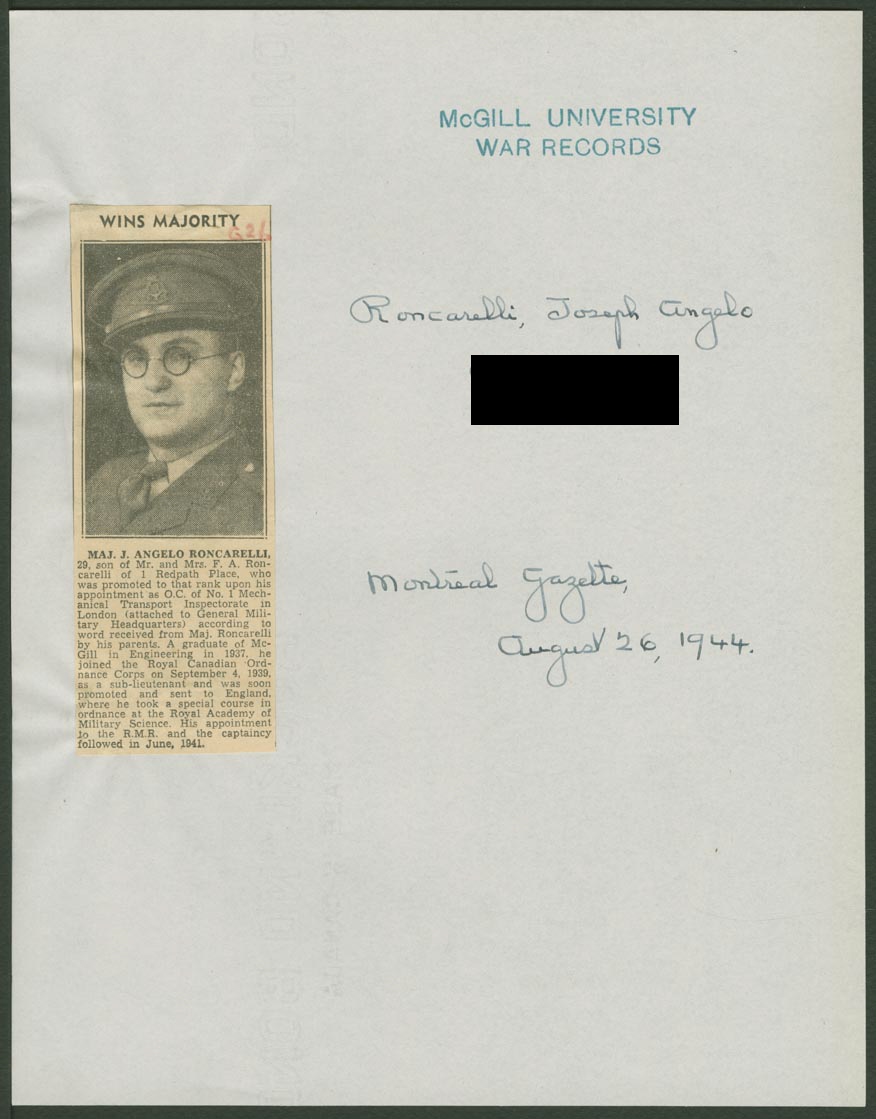 McGILL UNIVERSITY
WAR RECORDS
WINS MAJORITY
G26
Roncarelli, Joseph Angelo
MAJ. J. ANGELO RONCARELLI,
29, son of Mr. and Mrs. F. A. Ron-
carelli of 1 Redpath Place, who
was promoted to that rank upon his
appointment as O.C. of No. 1 Mech-
anical Transport Inspectorate in
London (attached to General Mili-
tary Headquarters) according to
word received from Maj. Roncarelli
by his parents. A graduate of Mc-
Gill in Engineering in 1937, he
joined the Royal Canadian Ord-
nance Corps on September 4, 1939,
as a sub-lieutenant and was soon
promoted and sent to England,
where he took a special course in
ordnance at the Royal Academy of
Military Science. His appointment
to the R.M.R. and the captaincy
followed in June, 1941.
Montreal Gazette,
August 26, 1944.